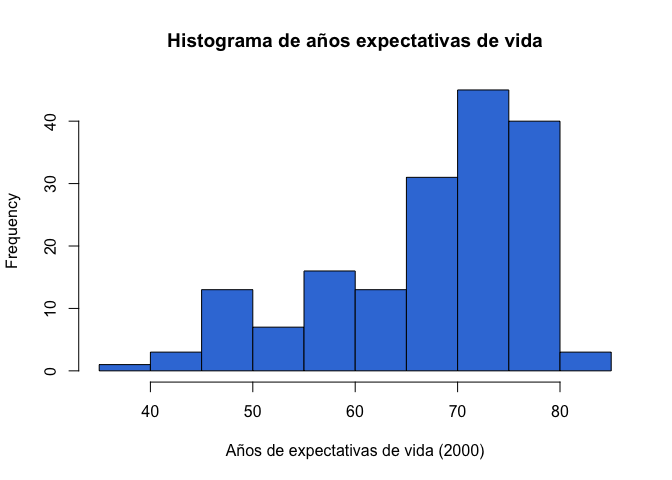 Histograma de años expectativas de vida
Frequency
40
30
20
10
0
40 50 60 70 80
Años de expectativas de vida (2000)